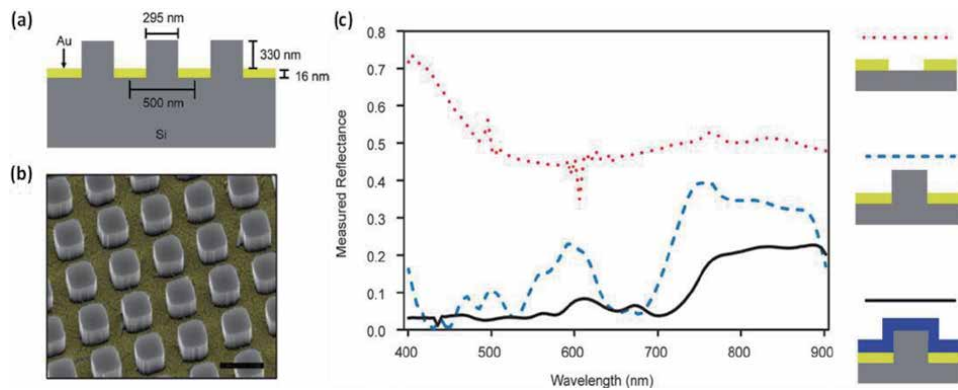 (a)
295 nm
Au
330 nm
16 nm
500 nm
Si
(b)
(c)
Measured Reflectance
0.8
0.7
0.6
0.5
0.4
0.3
0.2
0.1
0.0
400 500 600 700 800 900
Wavelength (nm)